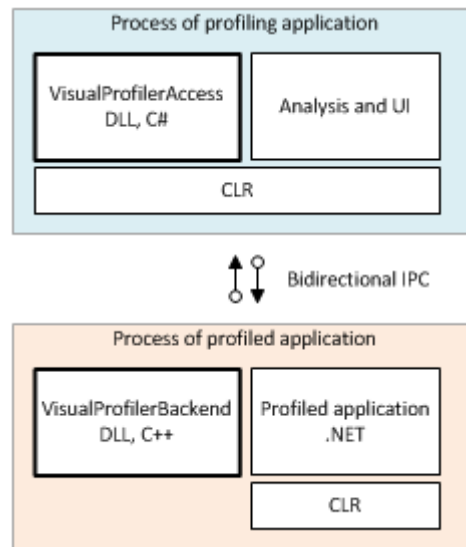 Process of profiling application
VisualProfilerAccess
DLL, C#
Analysis and UI
CLR
Bidirectional IPC
Process of profiled application
VisualProfilerBackend
DLL, C++
Profiled application
.NET
CLR